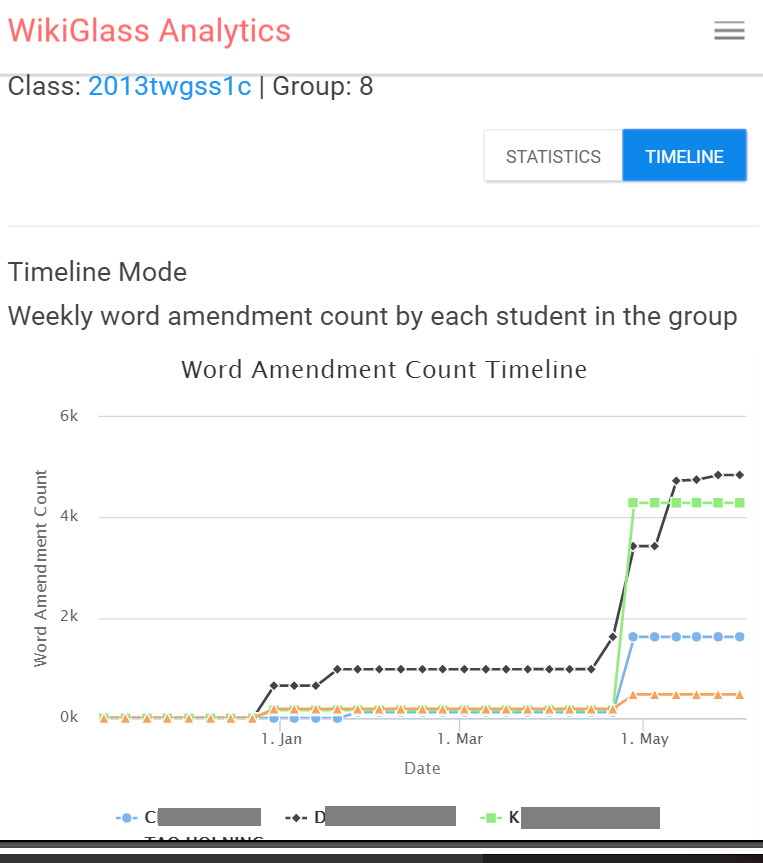 WikiGlass Analytics
Class: 2013twgss1c | Group: 8
STATISTICS TIMELINE
Timeline Mode
Weekly word amendment count by each student in the group
Word Amendment Count Timeline
6k
4k
2k
0k
Word Amendment Count
1. Jan 1. Mar 1. May
Date
C D K